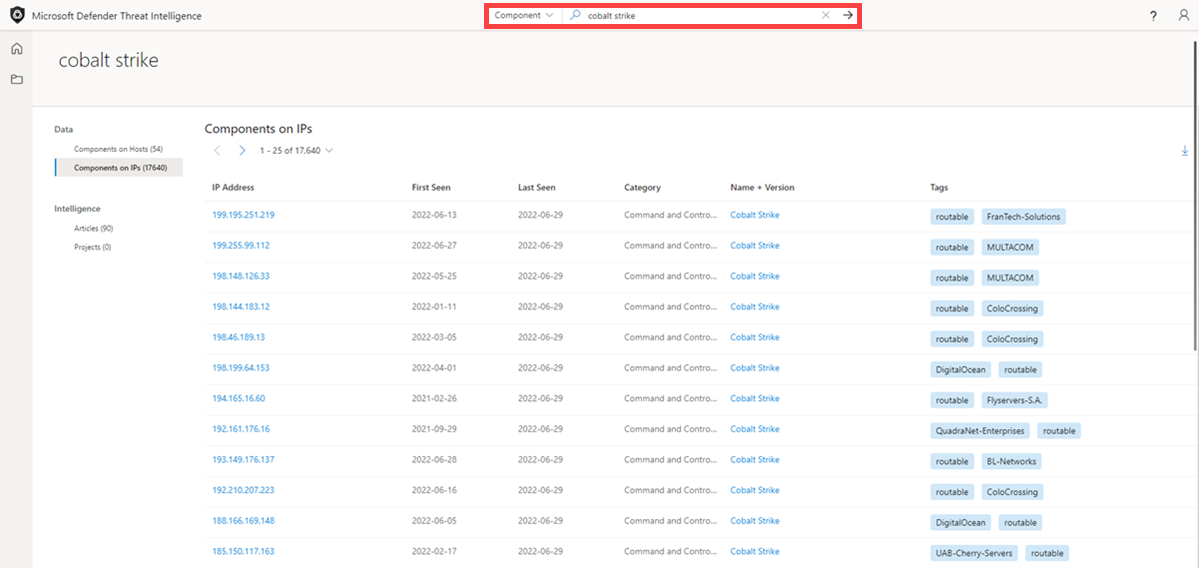 Microsoft Defender Threat Intelligence Component cobalt strike ?
cobalt strike
Data
Components on Hosts (54)
Components on IPs (17640)
Intelligence
Articles (90)
Projects (0)
Components on IPs
1 - 25 of 17,640
IP Address First Seen Last Seen Category Name + Version Tags
199.195.251.219 2022-06-13 2022-06-29 Command and Contro... Cobalt Strike routable FranTech-Solutions
199.255.99.112 2022-06-27 2022-06-29 Command and Contro... Cobalt Strike routable MULTACOM
198.148.126.33 2022-05-25 2022-06-29 Command and Contro... Cobalt Strike routable MULTACOM
198.144.183.12 2022-01-11 2022-06-29 Command and Contro... Cobalt Strike routable ColoCrossing
198.46.189.13 2022-03-05 2022-06-29 Command and Contro... Cobalt Strike routable ColoCrossing
198.199.64.153 2022-04-01 2022-06-29 Command and Contro... Cobalt Strike DigitalOcean routable
194.165.16.60 2021-02-26 2022-06-29 Command and Contro... Cobalt Strike routable Flyservers-S.A.
192.161.176.16 2021-09-29 2022-06-29 Command and Contro... Cobalt Strike QuadraNet-Enterprises routable
193.149.176.137 2022-06-28 2022-06-29 Command and Contro... Cobalt Strike routable BL-Networks
192.210.207.223 2022-06-16 2022-06-29 Command and Contro... Cobalt Strike routable ColoCrossing
188.166.169.148 2022-06-05 2022-06-29 Command and Contro... Cobalt Strike DigitalOcean routable
185.150.117.163 2022-02-17 2022-06-29 Command and Contro... Cobalt Strike UAB-Cherry-Servers routable